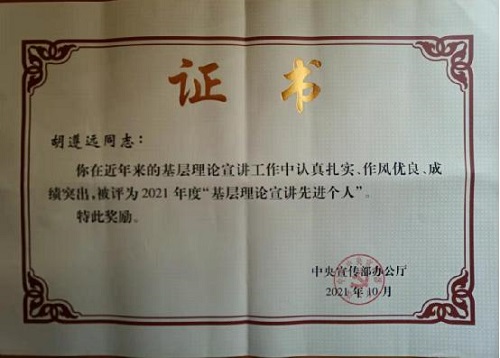 证书
胡遵远同志：
你在近年来的基层理论宣讲工作中认真扎实、作风优良、成
绩突出，被评为2021年度“基层理论宣讲先进个人”。
特此奖励。
中央宣传部办公厅
2021年10月